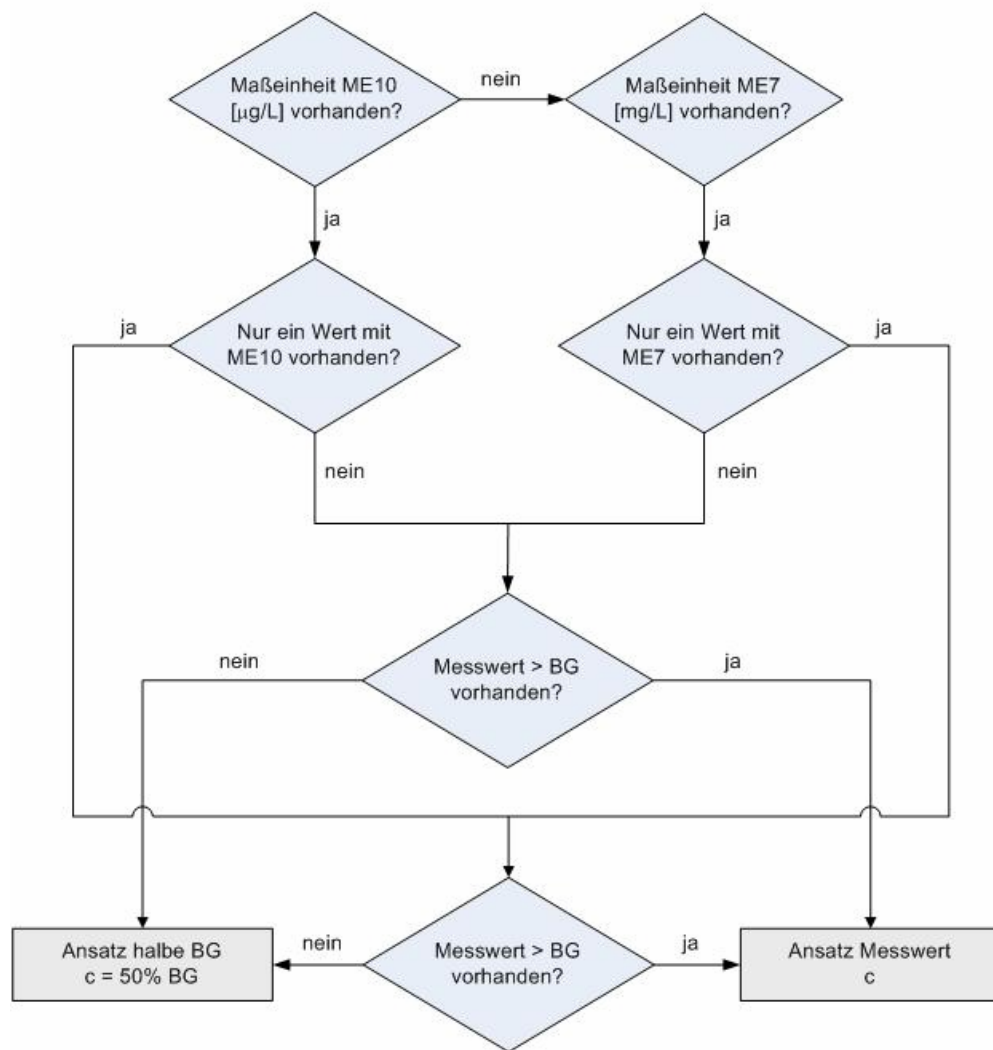 Maßeinheit ME10
[µg/L] vorhanden?
nein
Maßeinheit ME7
[mg/L] vorhanden?
ja
ja
ja
Nur ein Wert mit
ME10 vorhanden?
Nur ein Wert mit
ME7 vorhanden?
ja
nein
nein
nein
Messwert > BG
vorhanden?
ja
Ansatz halbe BG
c = 50% BG
nein
Messwert > BG
vorhanden?
ja
Ansatz Messwert
c